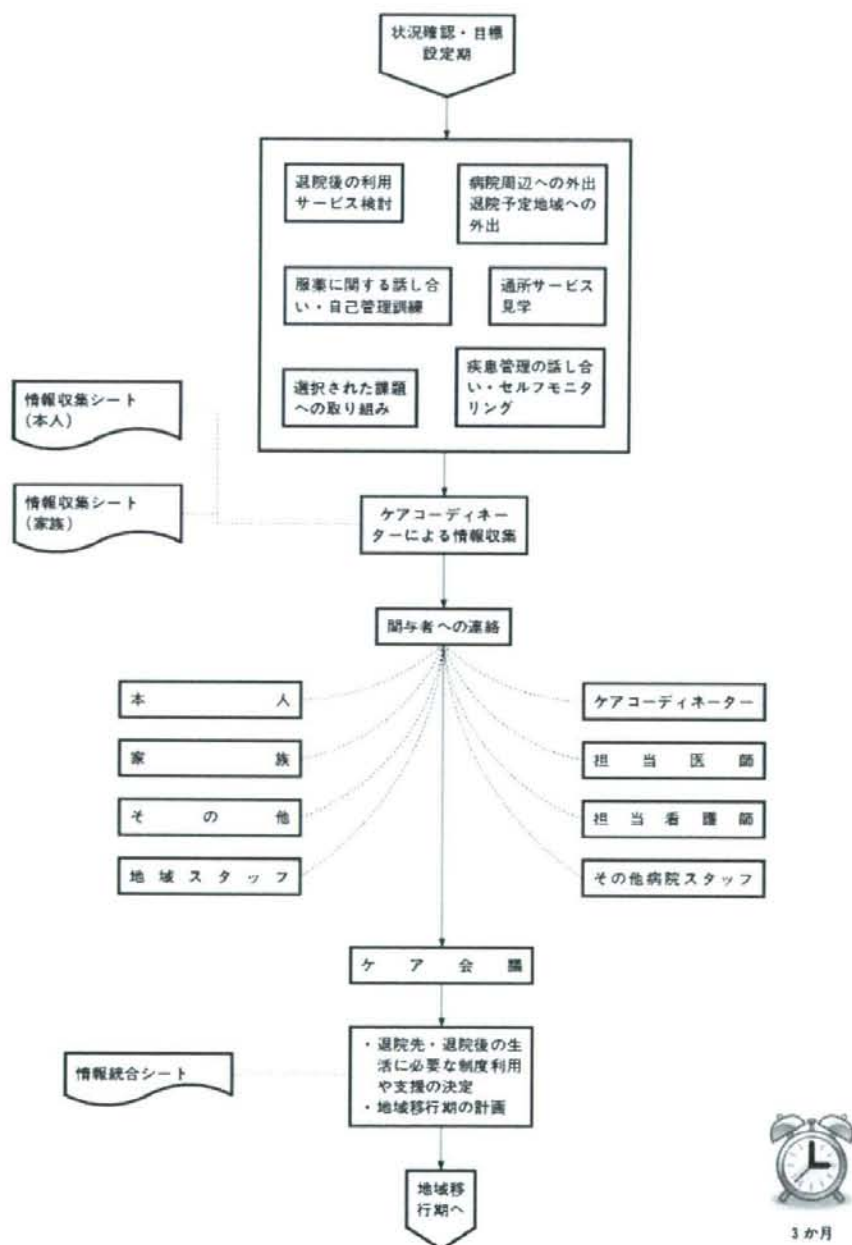 状況確認・目標
設定期
退院後の利用
サービス検討
病院周辺への外出
退院予定地域への
外出
服薬に関する話し合
い・自己管理訓練
通所サービス
見学
選択された課題
への取り組み
疾患管理の話し合
い・セルフモニタ
リング
情報収集シート
(本人)
情報収集シート
(家族)
ケアコーディネー
ターによる情報収集
関与者への連絡
本人
家族
その他
地域スタッフ
ケアコーディネーター
担当医師
担当看護師
その他病院スタッフ
ケア会議
・退院先・退院後の生
活に必要な制度利用
や支援の決定
・地域移行期の計画
情報統合シート
地域移
行期へ
3か月